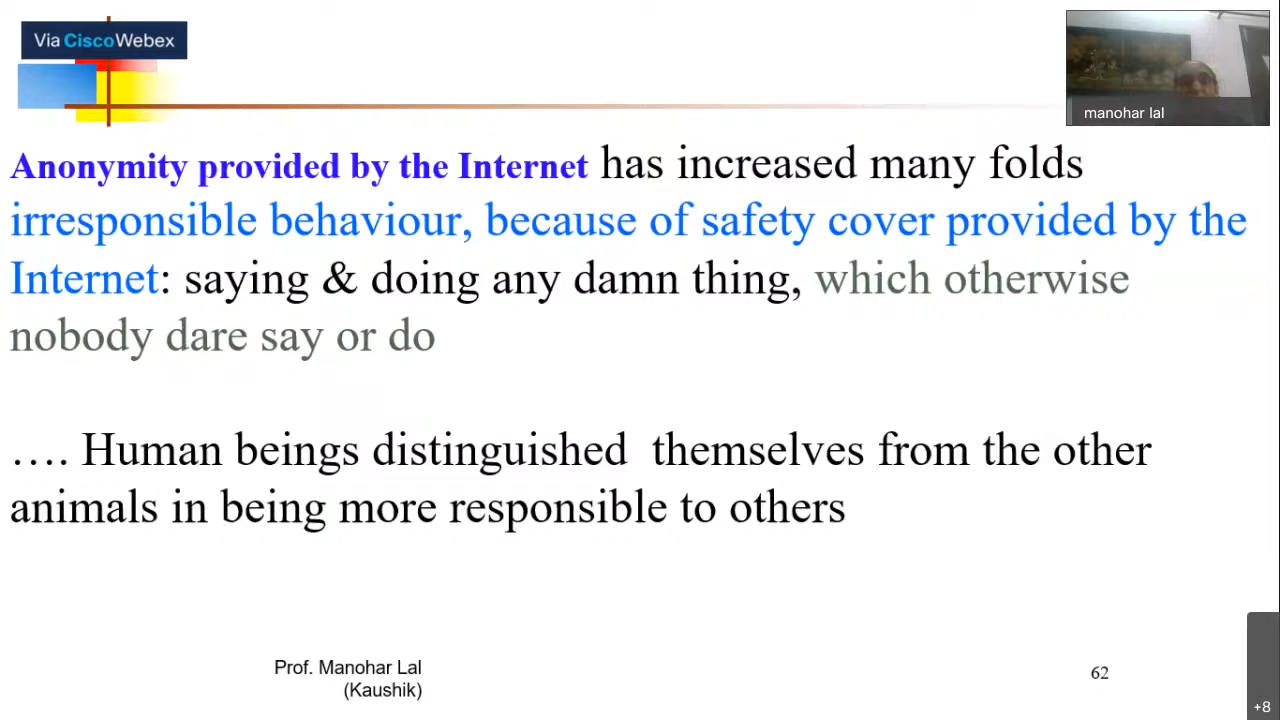 Via CiscoWebex
manohar lal
Anonymity provided by the Internet has increased many folds
irresponsible behaviour, because of safety cover provided by the
Internet: saying & doing any damn thing, which otherwise
nobody dare say or do
…. Human beings distinguished  themselves from the other
animals in being more responsible to others
Prof. Manohar Lal
(Kaushik)
62
+8